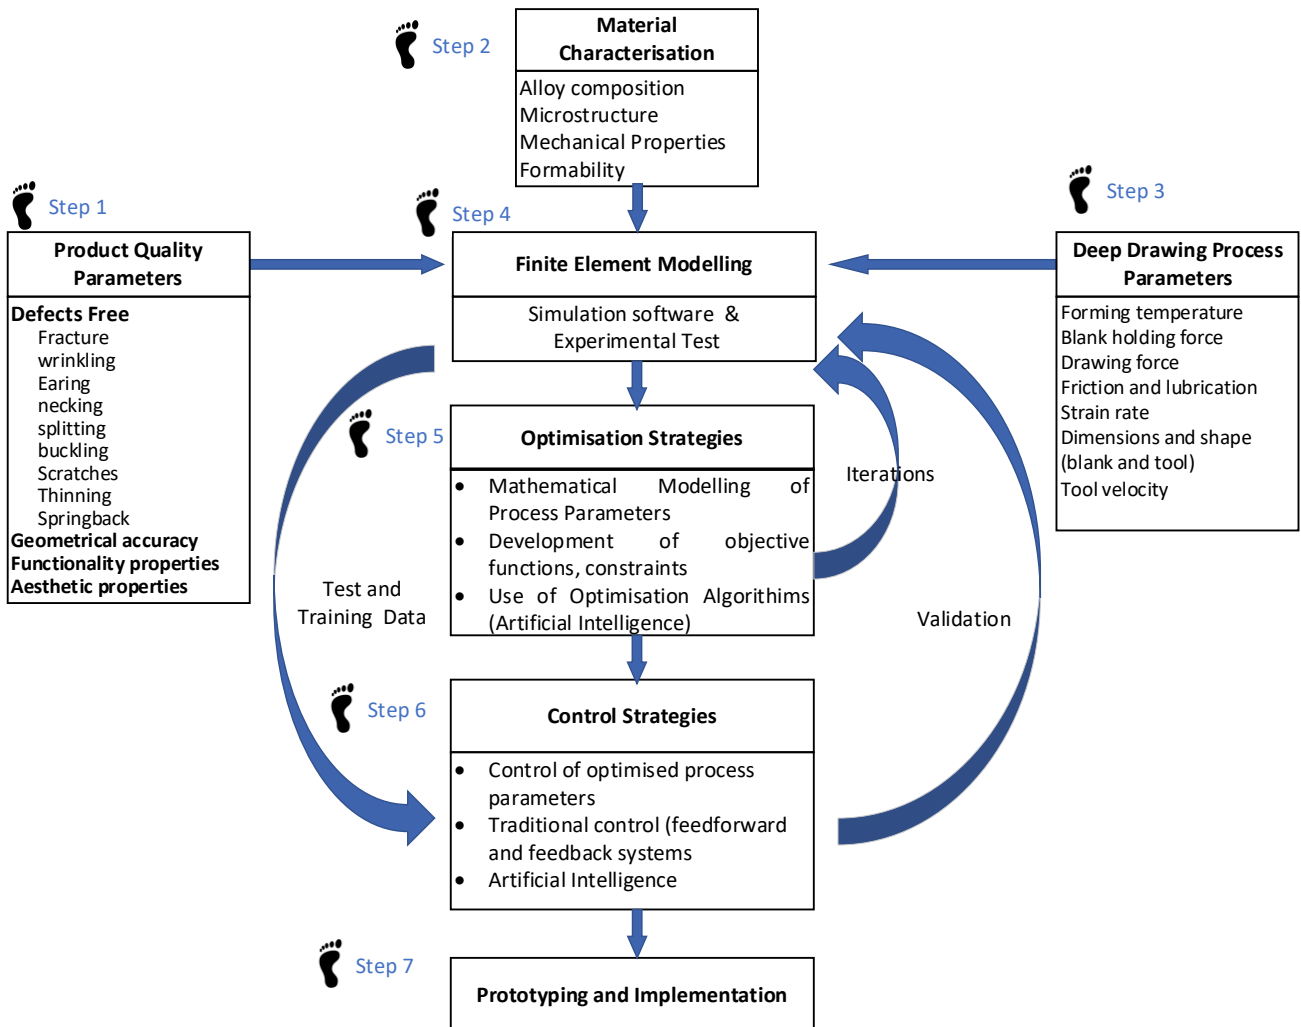 Step 2
Material
Characterisation
Alloy composition
Microstructure
Mechanical Properties
Formability
Step 1
Product Quality
Parameters
Defects Free
Fracture
wrinkling
Earing
necking
splitting
buckling
Scratches
Thinning
Springback
Geometrical accuracy
Functionality properties
Aesthetic properties
Step 4
Finite Element Modelling
Simulation software &
Experimental Test
Step 3
Deep Drawing Process
Parameters
Forming temperature
Blank holding force
Drawing force
Friction and lubrication
Strain rate
Dimensions and shape
(blank and tool)
Tool velocity
Step 5
Optimisation Strategies
• Mathematical Modelling of
Process Parameters
• Development of objective
functions, constraints
• Use of Optimisation Algorithims
(Artificial Intelligence)
Iterations
Test and
Training Data
Validation
Step 6
Control Strategies
• Control of optimised process
parameters
• Traditional control (feedforward
and feedback systems
• Artificial Intelligence
Step 7
Prototyping and Implementation